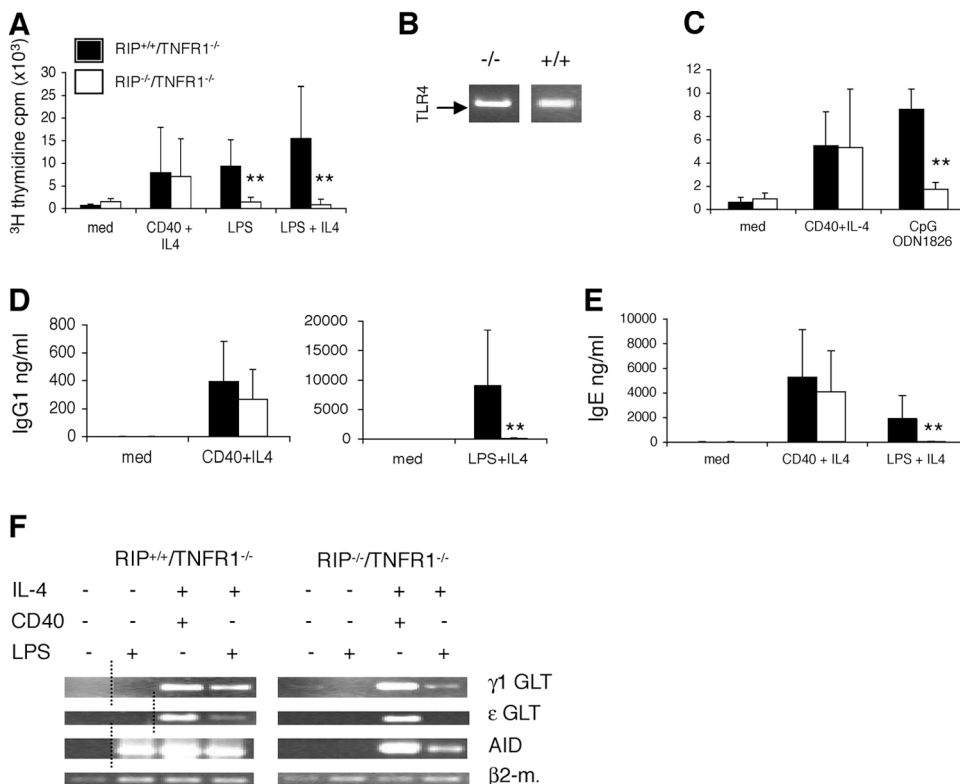 A
RIP+/+/TNFR1-/-
RIP-/-/TNFR1-/-
3H thymidine cpm (x10³)
30
25
20
15
10
5
0
**
**
med
CD40 + IL4
LPS
LPS + IL4
B
-/-
+/+
TLR4
C
12
10
8
6
4
2
0
**
med
CD40+IL-4
CpG ODN1826
D
IgG1 ng/ml
800
600
400
200
0
med
CD40+IL4
20000
15000
10000
5000
0
**
med
LPS+IL4
E
IgE ng/ml
10000
8000
6000
4000
2000
0
**
med
CD40 + IL4
LPS + IL4
F
RIP+/+/TNFR1-/-
RIP-/-/TNFR1-/-
IL-4 - - + + - - + +
CD40 - - + - - - + -
LPS - + - + - + - +
γ1 GLT
ε GLT
AID
β2-m.